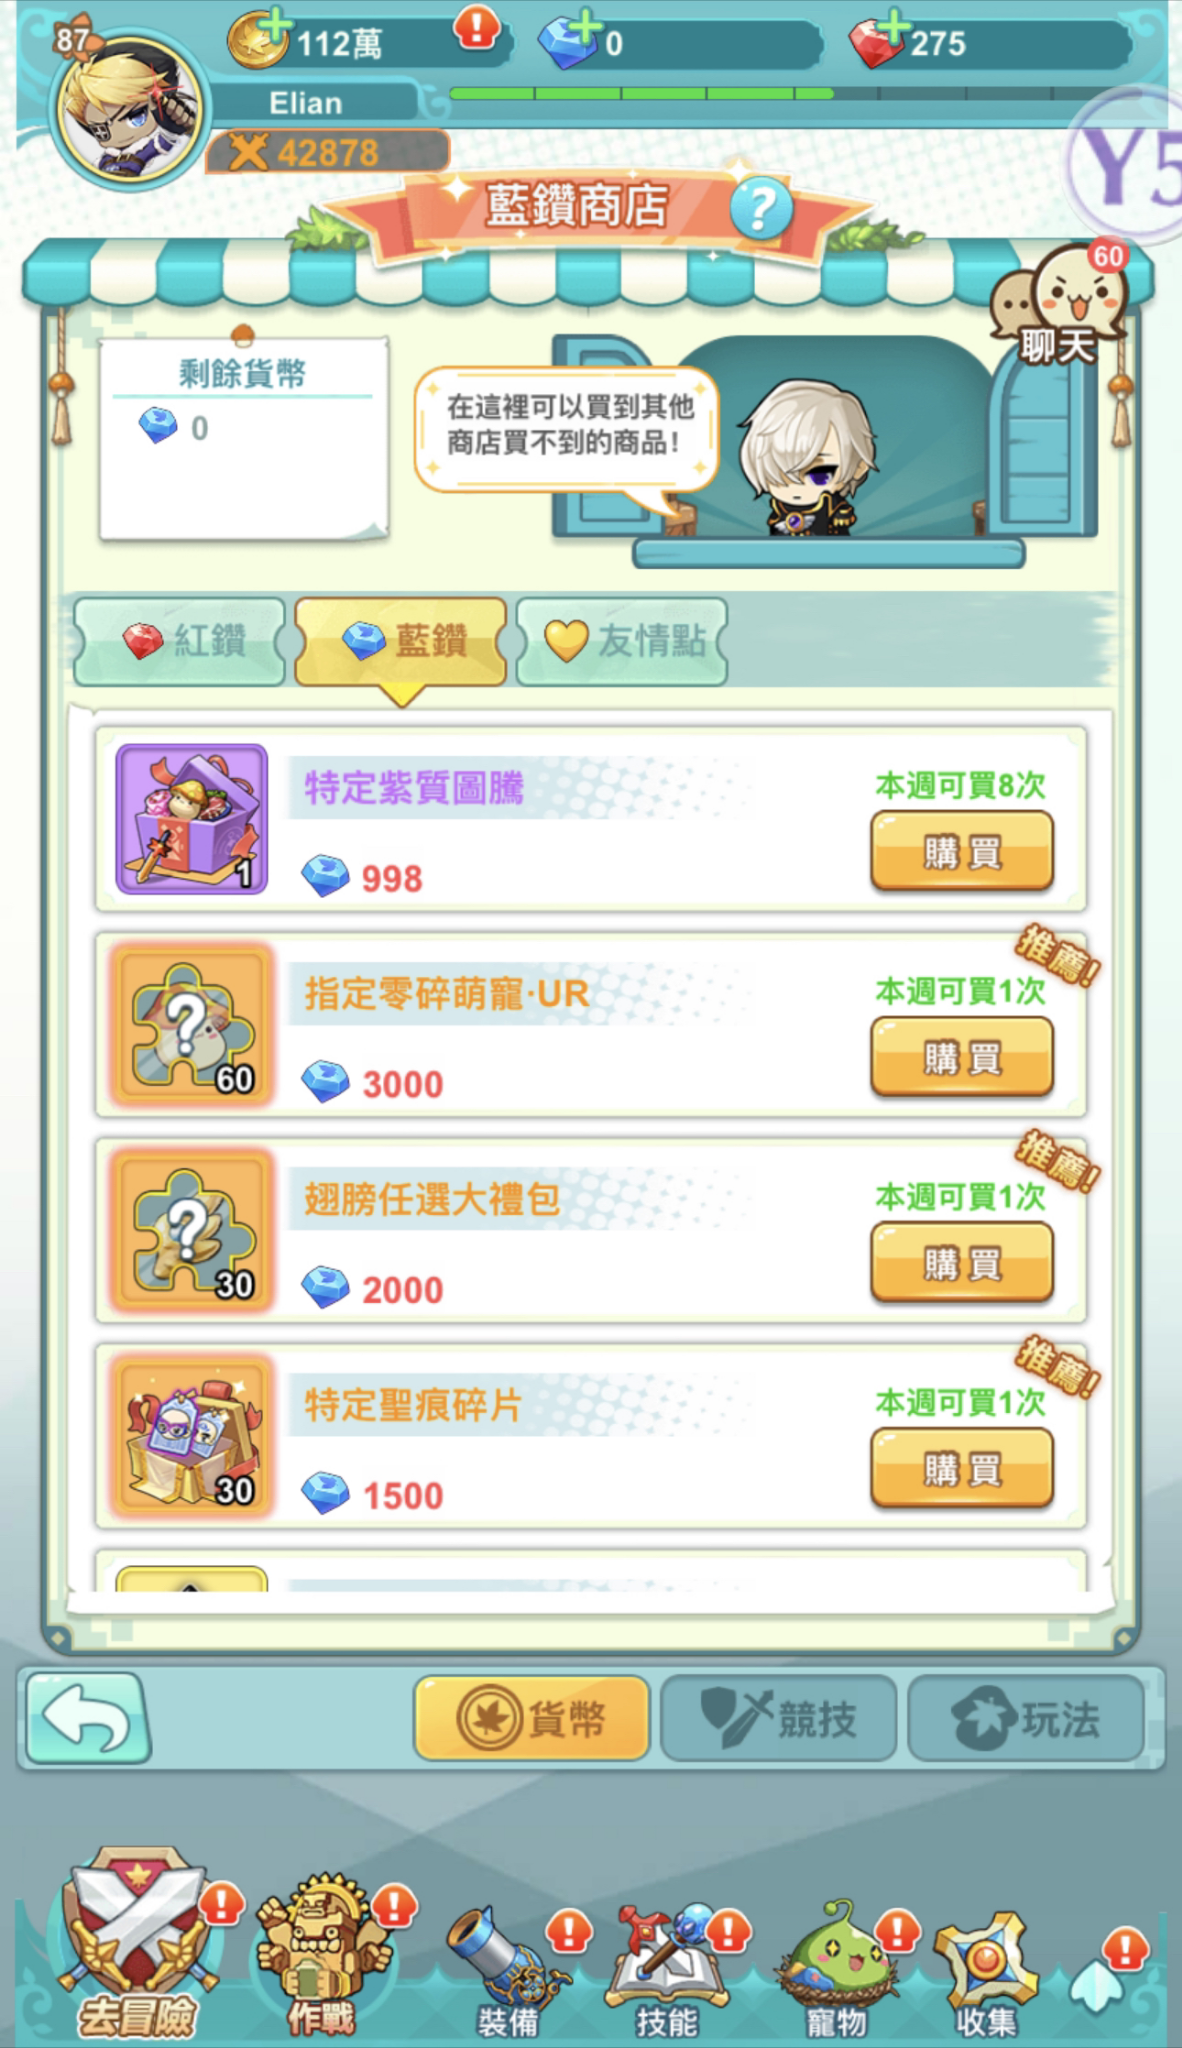 87
112萬
0
275
Elian
42878
藍鑽商店
?
Y5
60
聊天
剩餘貨幣
0
在這裡可以買到其他
商店買不到的商品!
紅鑽
藍鑽
友情點
特定紫質圖騰
本週可買8次
1
998
購買
推薦!
指定零碎萌寵·UR
本週可買1次
?
60
3000
購買
推薦!
翅膀任選大禮包
本週可買1次
?
30
2000
購買
推薦!
特定聖痕碎片
本週可買1次
30
1500
購買
貨幣
競技
玩法
去冒險
作戰
裝備
技能
寵物
收集